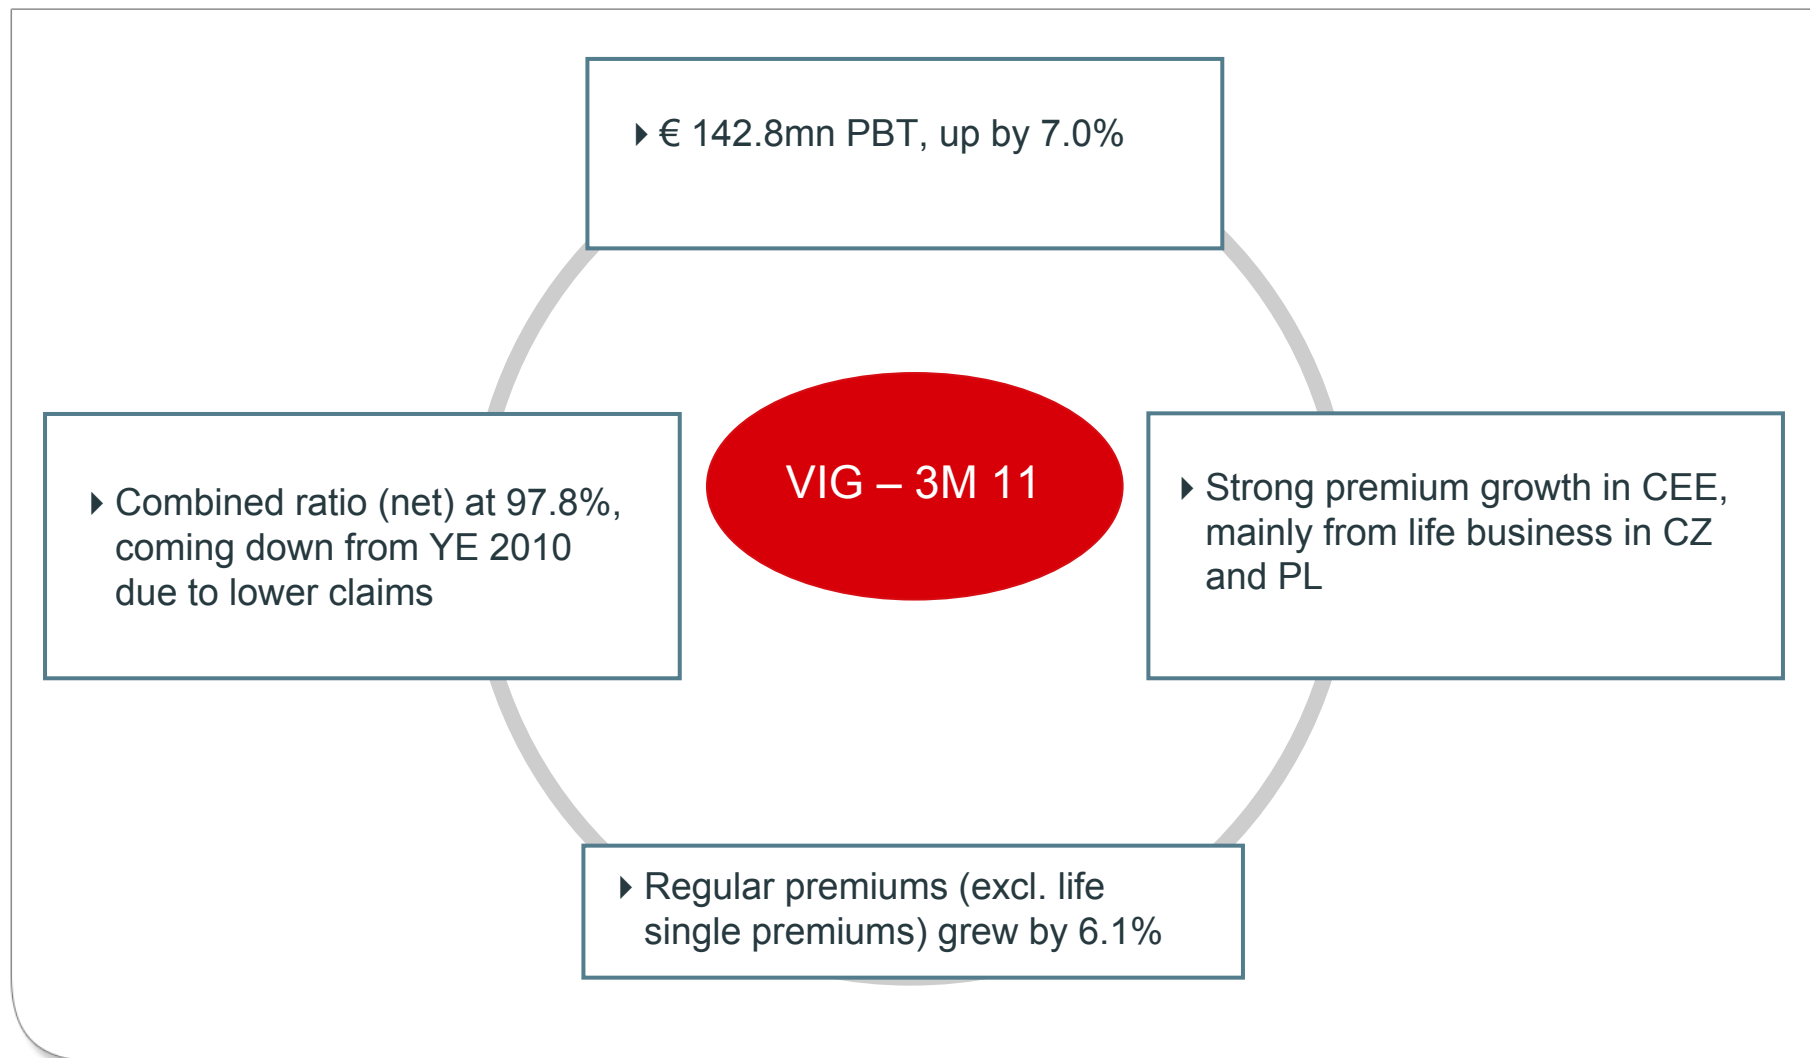 € 142.8mn PBT, up by 7.0%
Combined ratio (net) at 97.8%,
coming down from YE 2010
due to lower claims
VIG – 3M 11
Strong premium growth in CEE,
mainly from life business in CZ
and PL
Regular premiums (excl. life
single premiums) grew by 6.1%